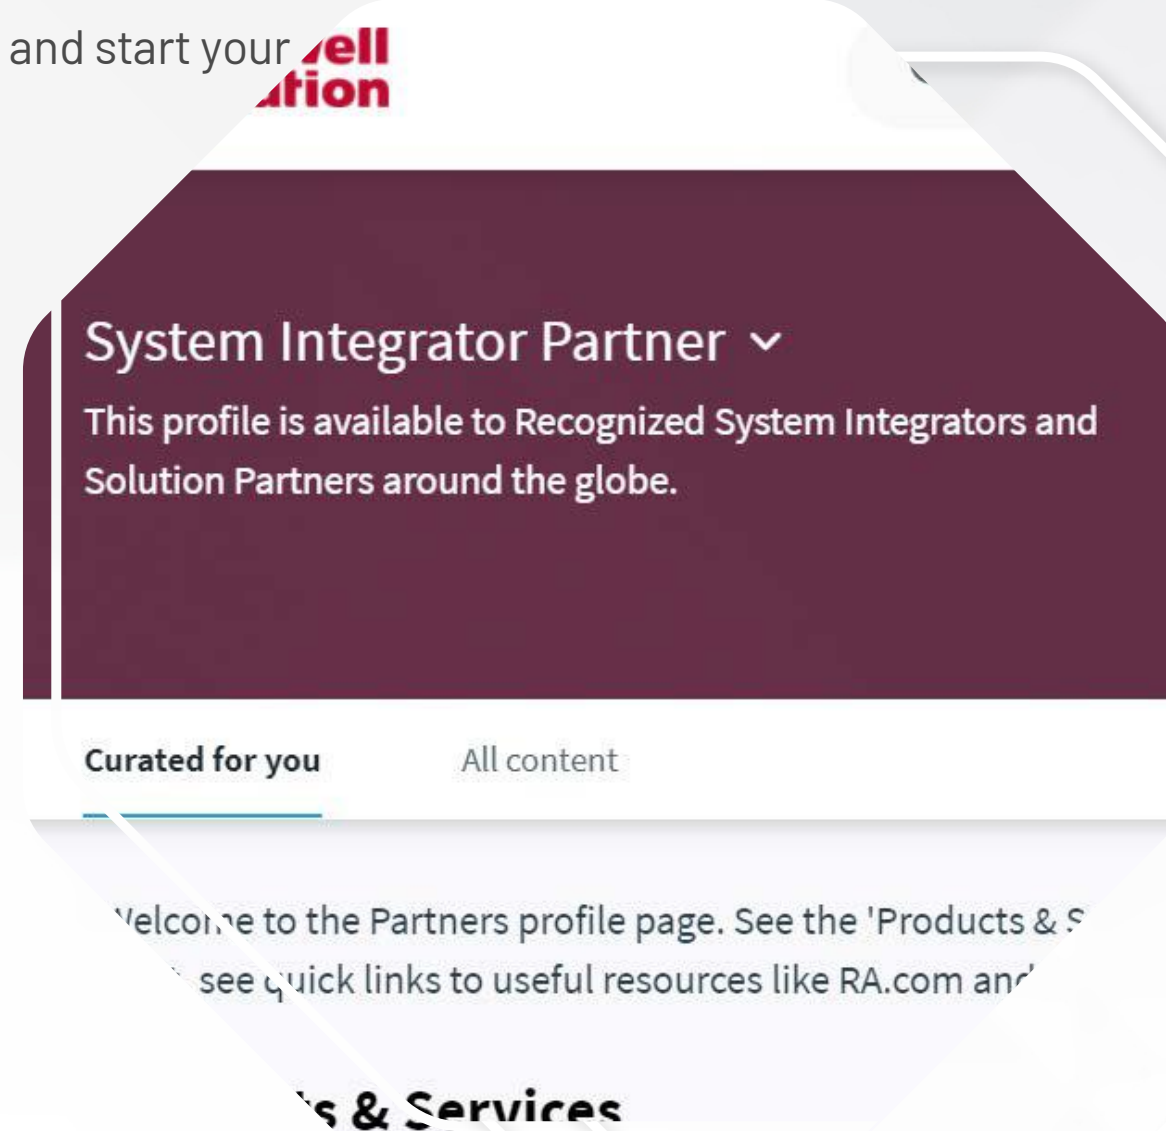 and start your
System Integrator Partner
This profile is available to Recognized System Integrators and
Solution Partners around the globe.
Curated for you
All content
Welcome to the Partners profile page. See the 'Products &
see quick links to useful resources like RA.com and
& Services